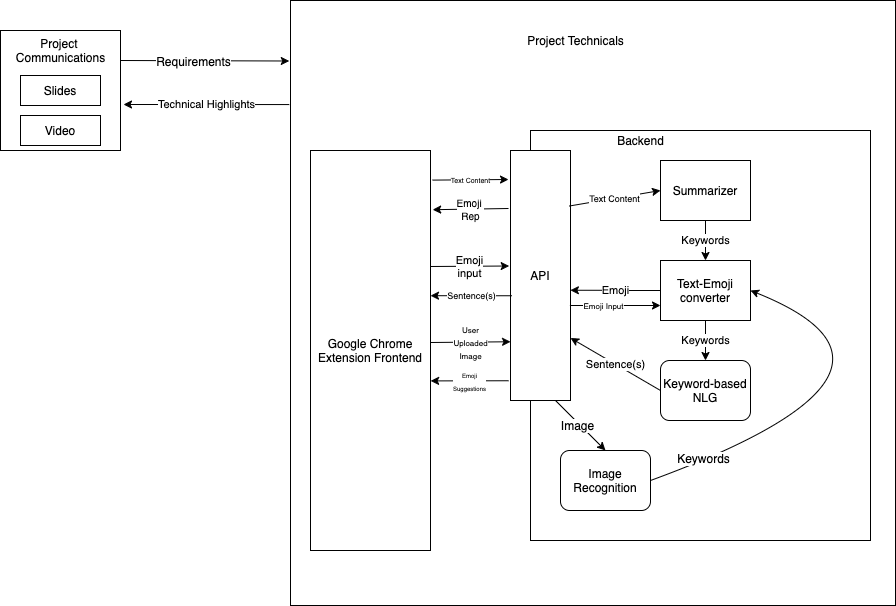 Project
Communications
Slides
Video
Requirements
Technical Highlights
Project Technicals
Google Chrome
Extension Frontend
Text Content
Emoji
Rep
Emoji
input
Sentence(s)
User
Uploaded
Image
Emoji
Suggestions
API
Backend
Text Content
Summarizer
Keywords
Emoji
Emoji Input
Text-Emoji
converter
Keywords
Sentence(s)
Keyword-based
NLG
Image
Image
Recognition
Keywords